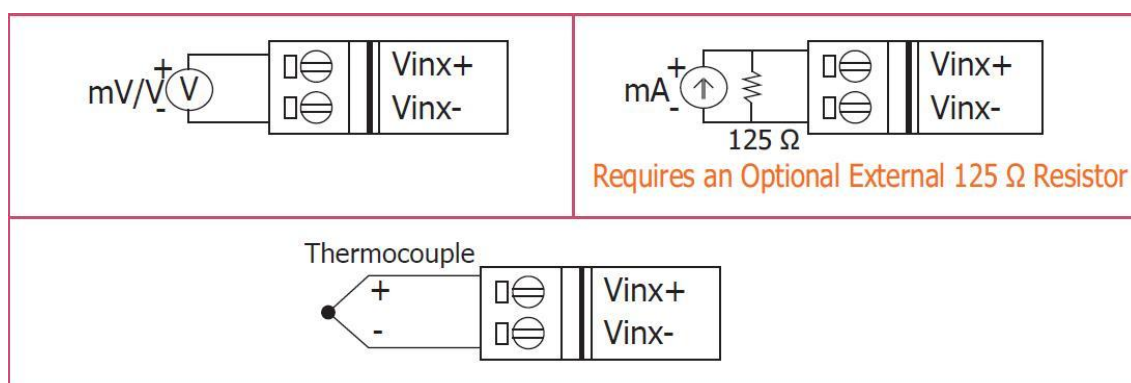 +
mV/V
V
-
Vinx+
Vinx-
+
mA
-
125 Ω
Vinx+
Vinx-
Requires an Optional External 125 Ω Resistor
Thermocouple
+
-
Vinx+
Vinx-